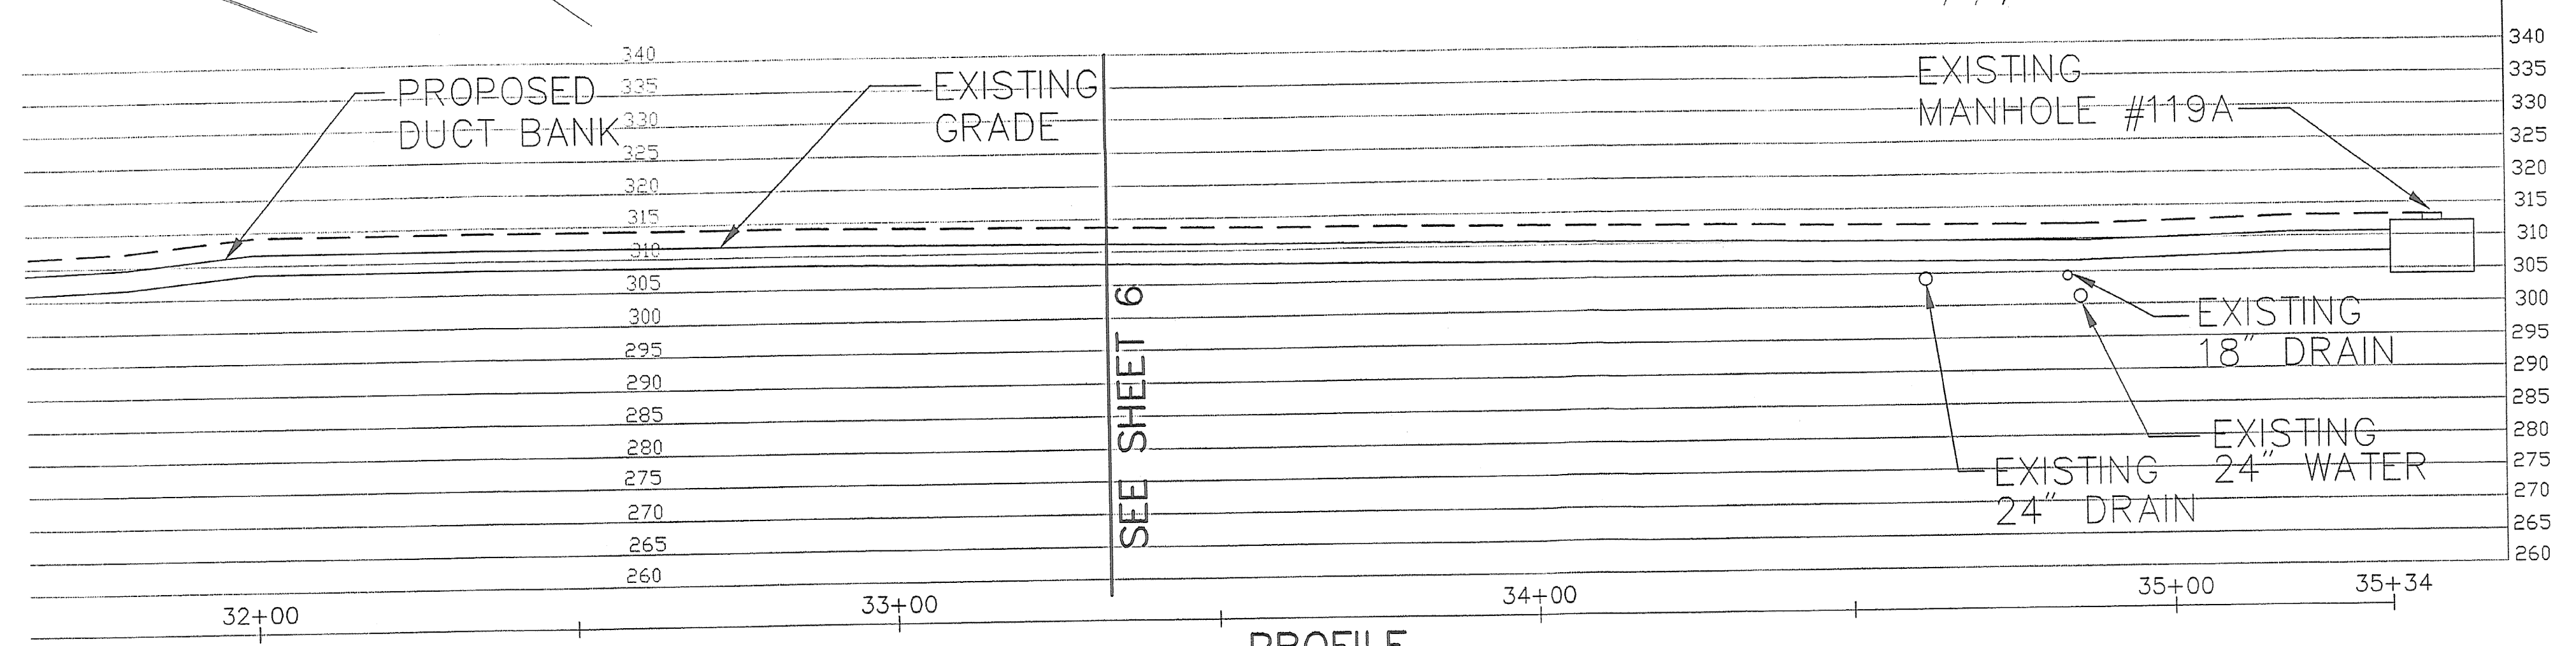 PROPOSED
DUCT BANK
EXISTING
GRADE
EXISTING
MANHOLE #119A
340
335
330
325
320
315
310
305
300
295
290
285
280
275
270
265
260
SEE SHEET 6
EXISTING
18" DRAIN
EXISTING
24" WATER
EXISTING
24" DRAIN
340
335
330
325
320
315
310
305
300
295
290
285
280
275
270
265
260
32+00
33+00
34+00
35+00
35+34
PROFILE